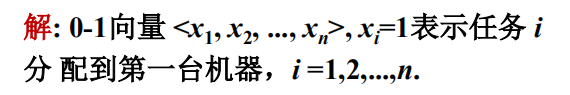 解: 0-1向量 <x₁, x₂, ..., xₙ>, xᵢ=1表示任务 i
分 配到第一台机器，i =1,2,...,n.